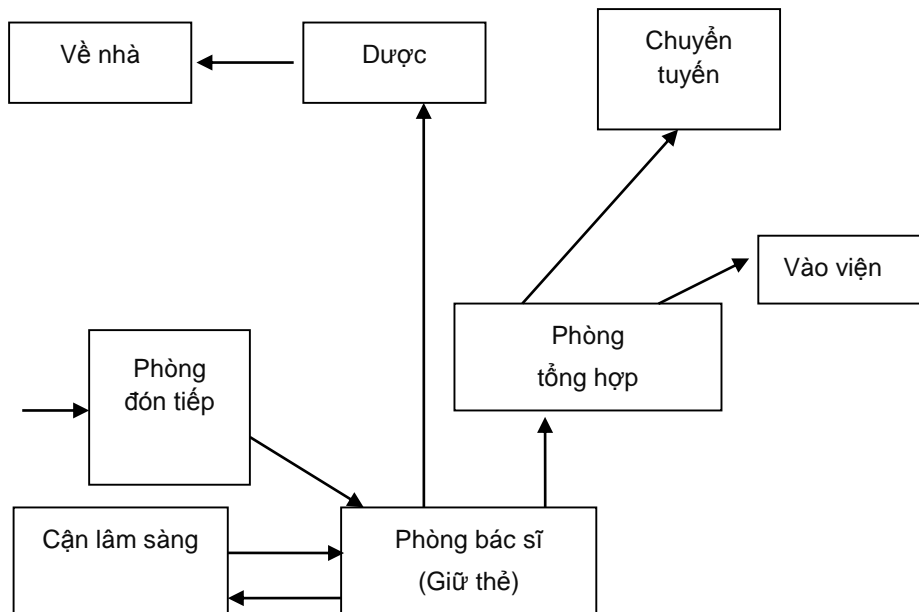 Về nhà
Dược
Chuyển
tuyến
Vào viện
Phòng
tổng hợp
Phòng
đón tiếp
Cận lâm sàng
Phòng bác sĩ
(Giữ thẻ)